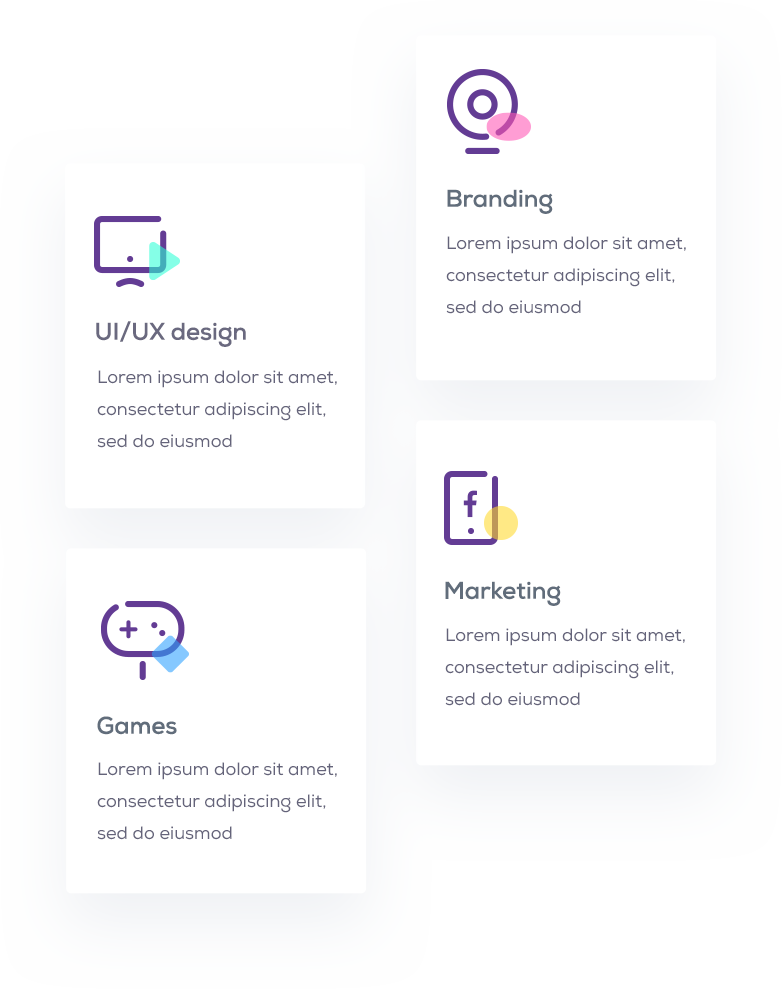 UI/UX design
Lorem ipsum dolor sit amet,
consectetur adipiscing elit,
sed do eiusmod
Games
Lorem ipsum dolor sit amet,
consectetur adipiscing elit,
sed do eiusmod
Branding
Lorem ipsum dolor sit amet,
consectetur adipiscing elit,
sed do eiusmod
Marketing
Lorem ipsum dolor sit amet,
consectetur adipiscing elit,
sed do eiusmod